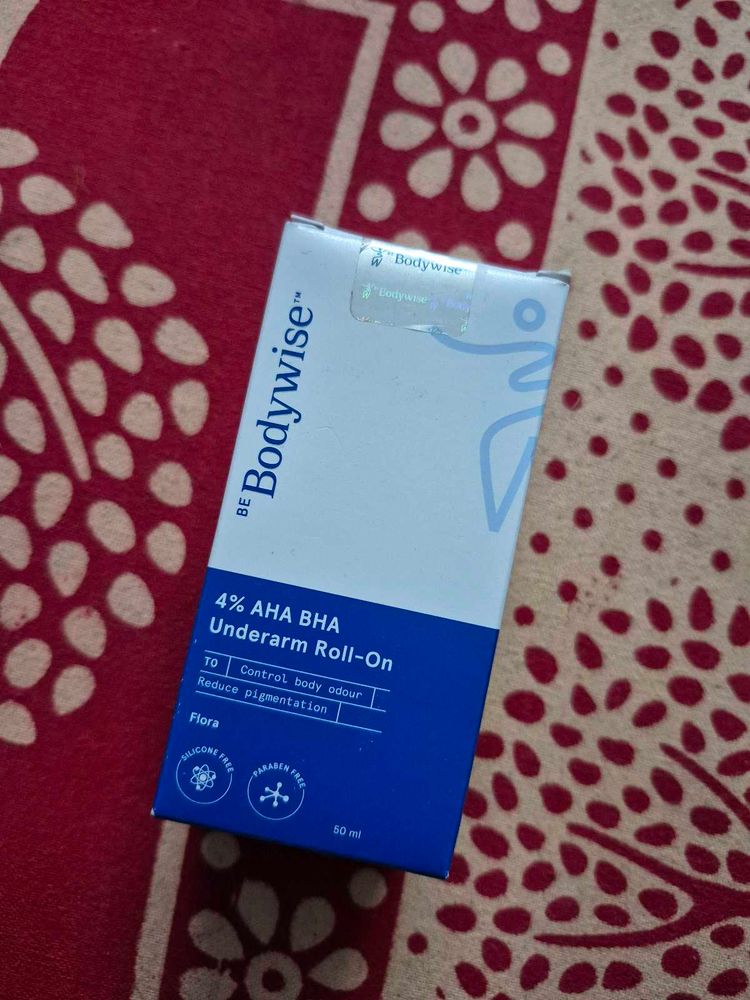 BE Bodywise
BE Bodywise™
4% AHA BHA
Underarm Roll-On
TO Control body odour
Reduce pigmentation
Flora
SILICONE FREE
PARABEN FREE
50 ml